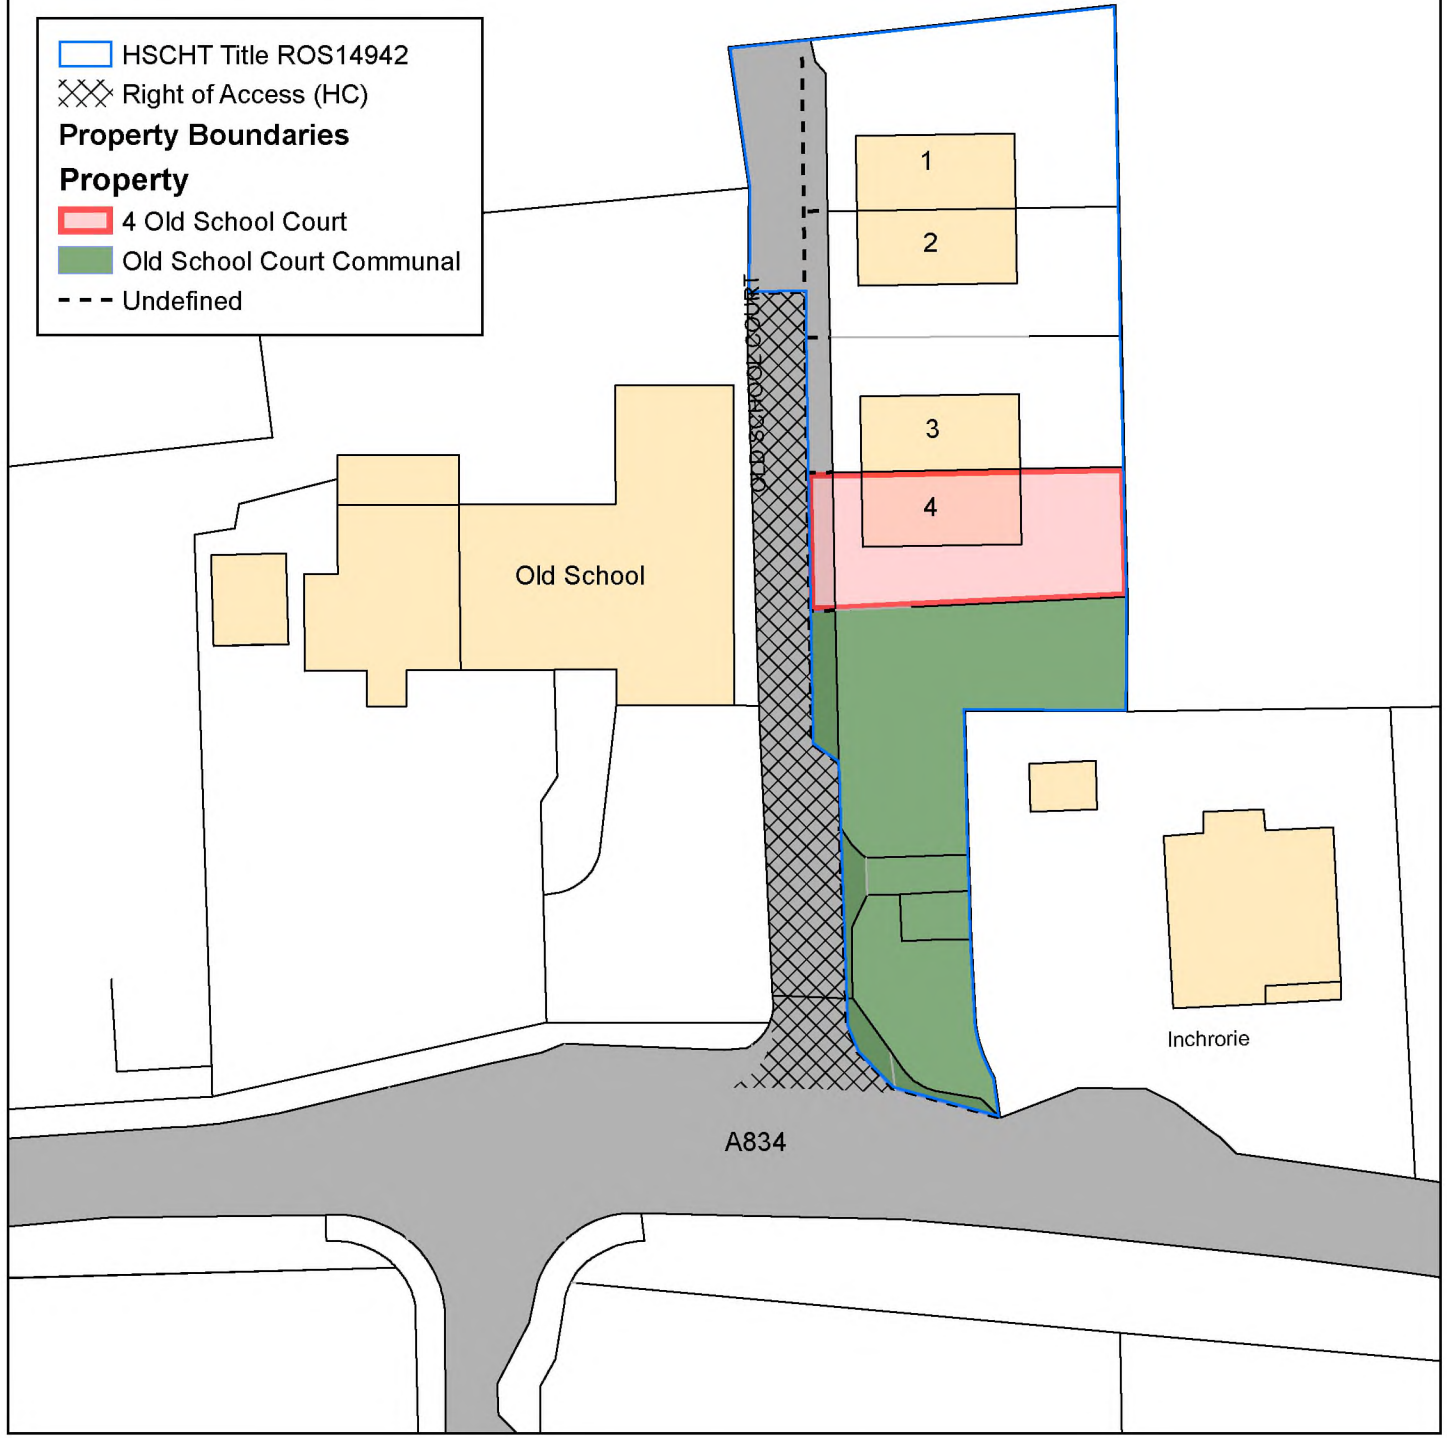 HSCHT Title ROS14942
Right of Access (HC)
Property Boundaries
Property
4 Old School Court
Old School Court Communal
Undefined
1
2
OLD SCHOOL COURT
3
4
Old School
Inchrorie
A834